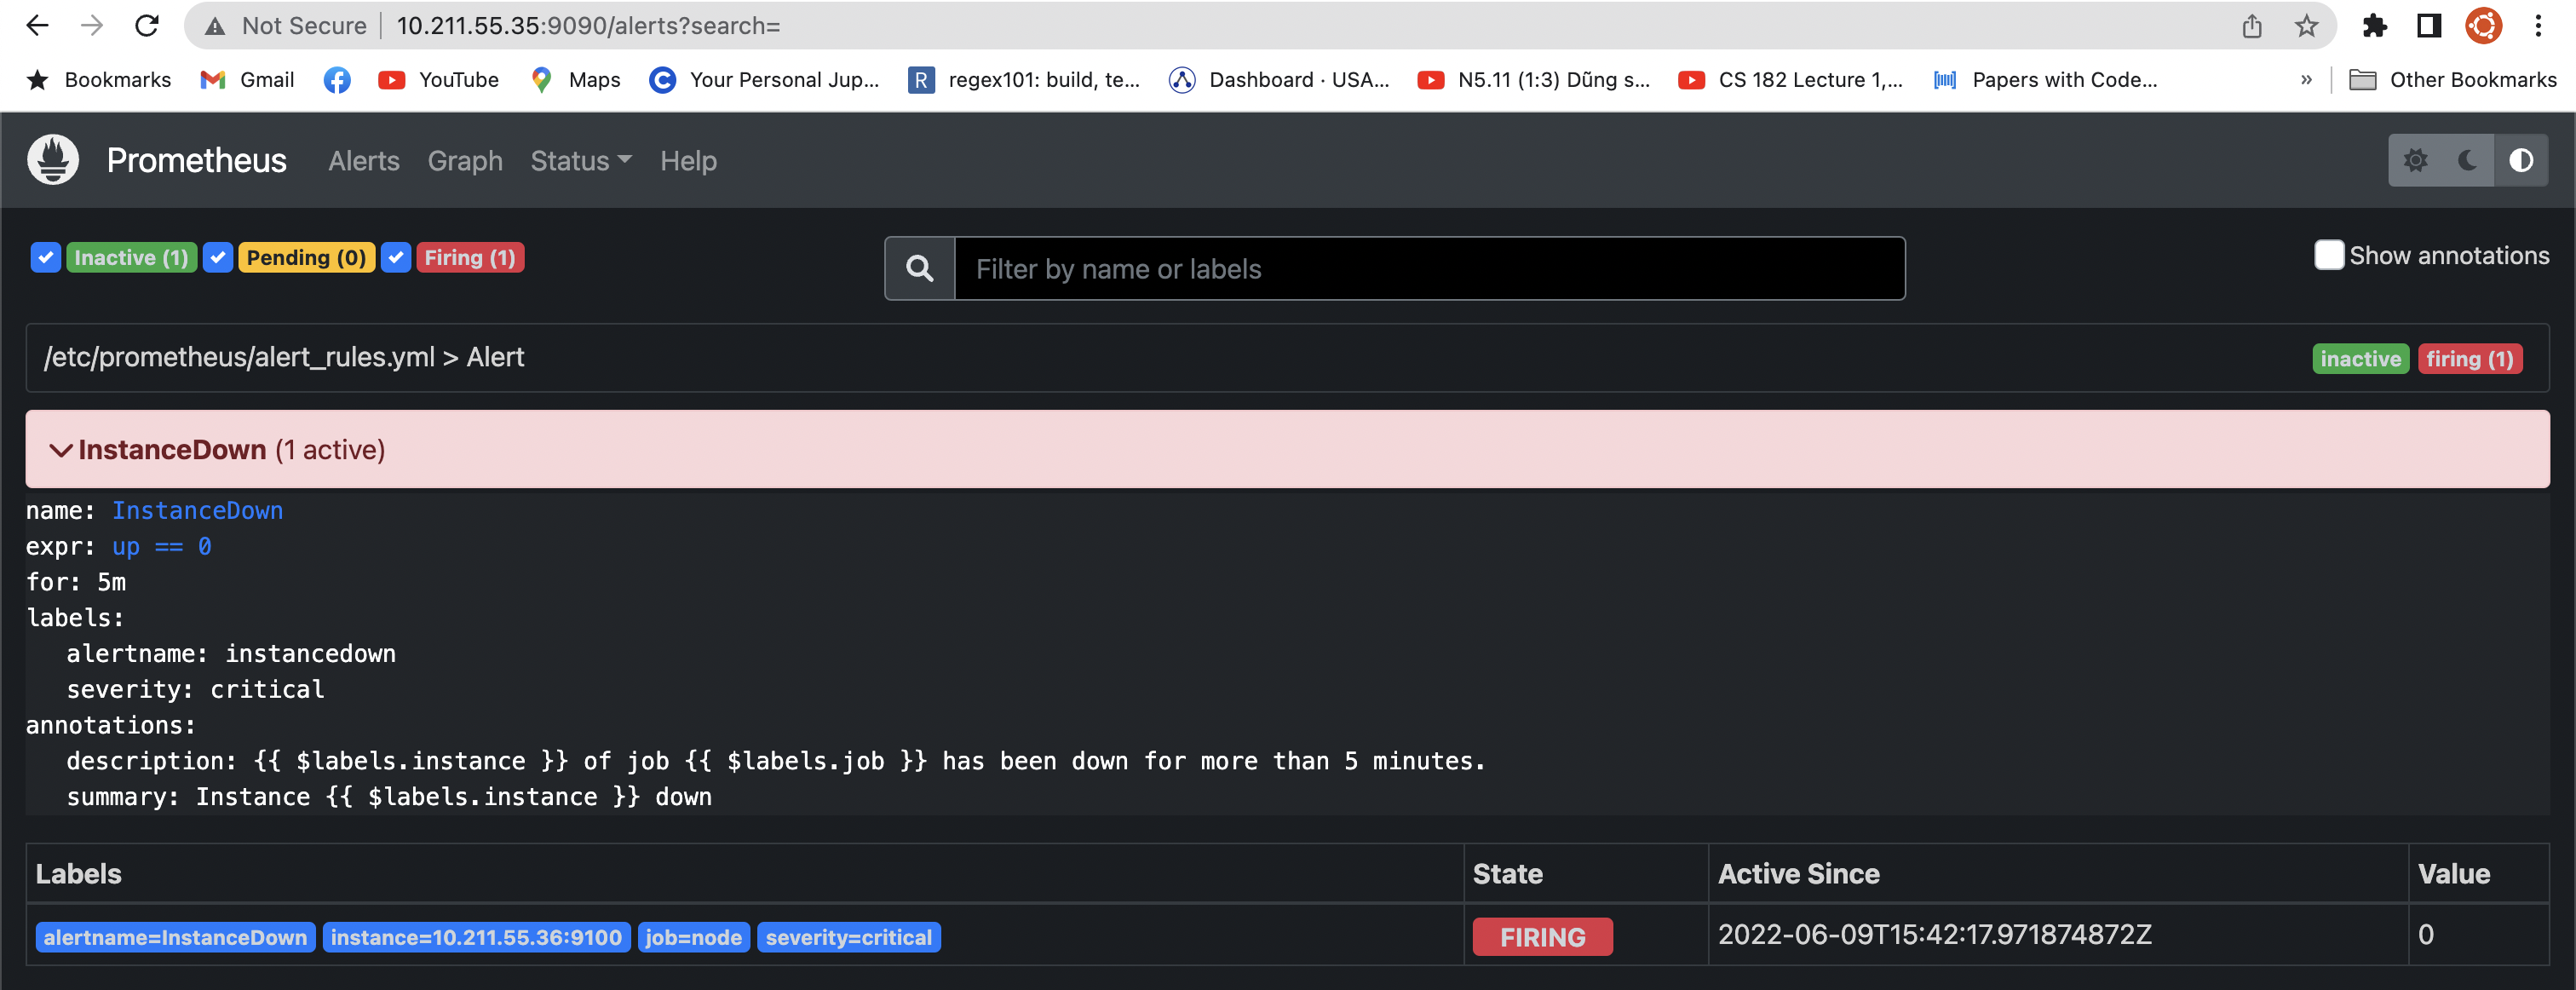 Not Secure | 10.211.55.35:9090/alerts?search=
Bookmarks Gmail YouTube Maps Your Personal Jup... regex101: build, te... Dashboard · USA... N5.11 (1:3) Dũng s... CS 182 Lecture 1,... Papers with Code... » Other Bookmarks
Prometheus Alerts Graph Status Help
Inactive (1) Pending (0) Firing (1) Filter by name or labels Show annotations
/etc/prometheus/alert_rules.yml > Alert inactive firing (1)
InstanceDown (1 active)
name: InstanceDown
expr: up == 0
for: 5m
labels:
alertname: instancedown
severity: critical
annotations:
description: {{ $labels.instance }} of job {{ $labels.job }} has been down for more than 5 minutes.
summary: Instance {{ $labels.instance }} down
Labels State Active Since Value
alertname=InstanceDown instance=10.211.55.36:9100 job=node severity=critical FIRING 2022-06-09T15:42:17.971874872Z 0